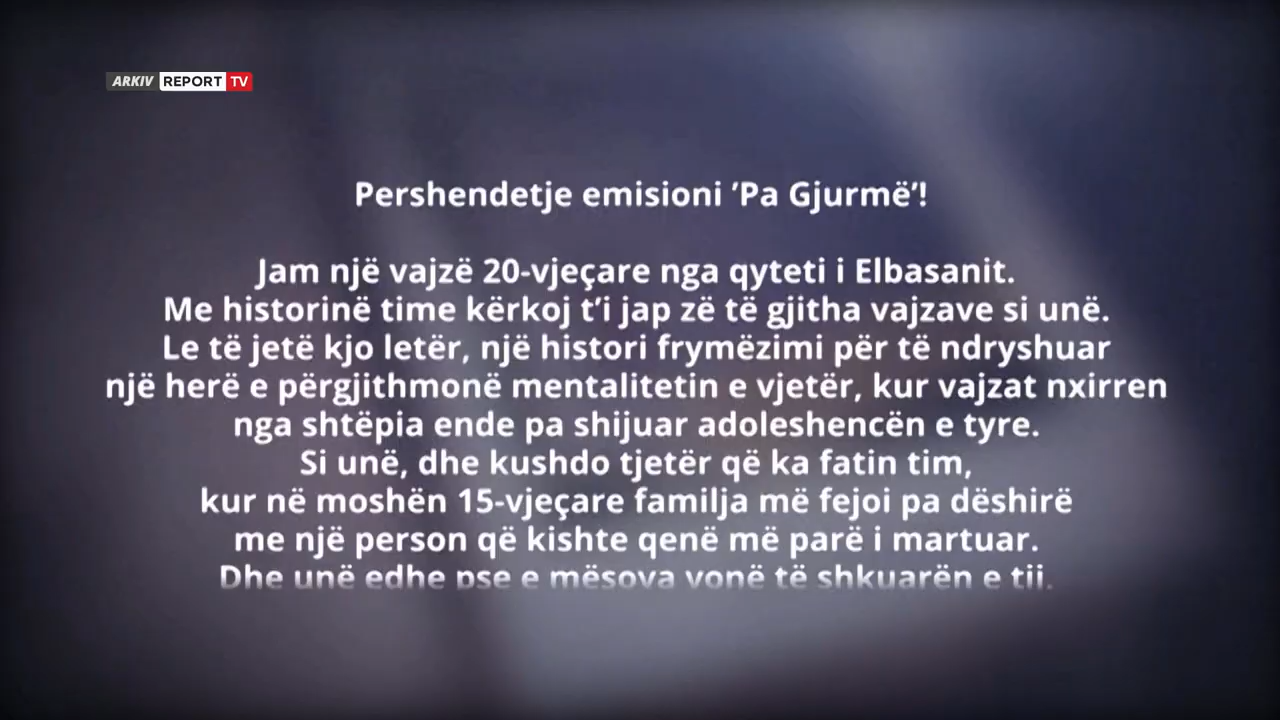 ARKIV REPORT TV
Pershendetje emisioni ’Pa Gjurmë’!
Jam një vajzë 20-vjeçare nga qyteti i Elbasanit.
Me historinë time kërkoj t’i jap zë të gjitha vajzave si unë.
Le të jetë kjo letër, një histori frymëzimi për të ndryshuar
një herë e përgjithmonë mentalitetin e vjetër, kur vajzat nxirren
nga shtëpia ende pa shijuar adoleshencën e tyre.
Si unë, dhe kushdo tjetër që ka fatin tim,
kur në moshën 15-vjeçare familja më fejoi pa dëshirë
me një person që kishte qenë më parë i martuar.
Dhe unë edhe pse e mësova vonë të shkuarën e tij,